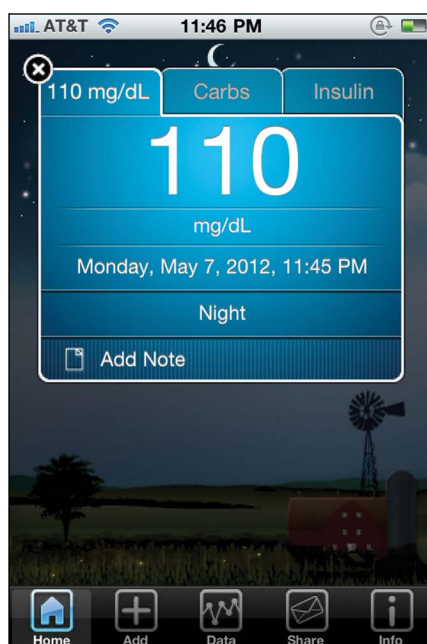 AT&T 11:46 PM
110 mg/dL Carbs Insulin
110
mg/dL
Monday, May 7, 2012, 11:45 PM
Night
Add Note
Home Add Data Share Info